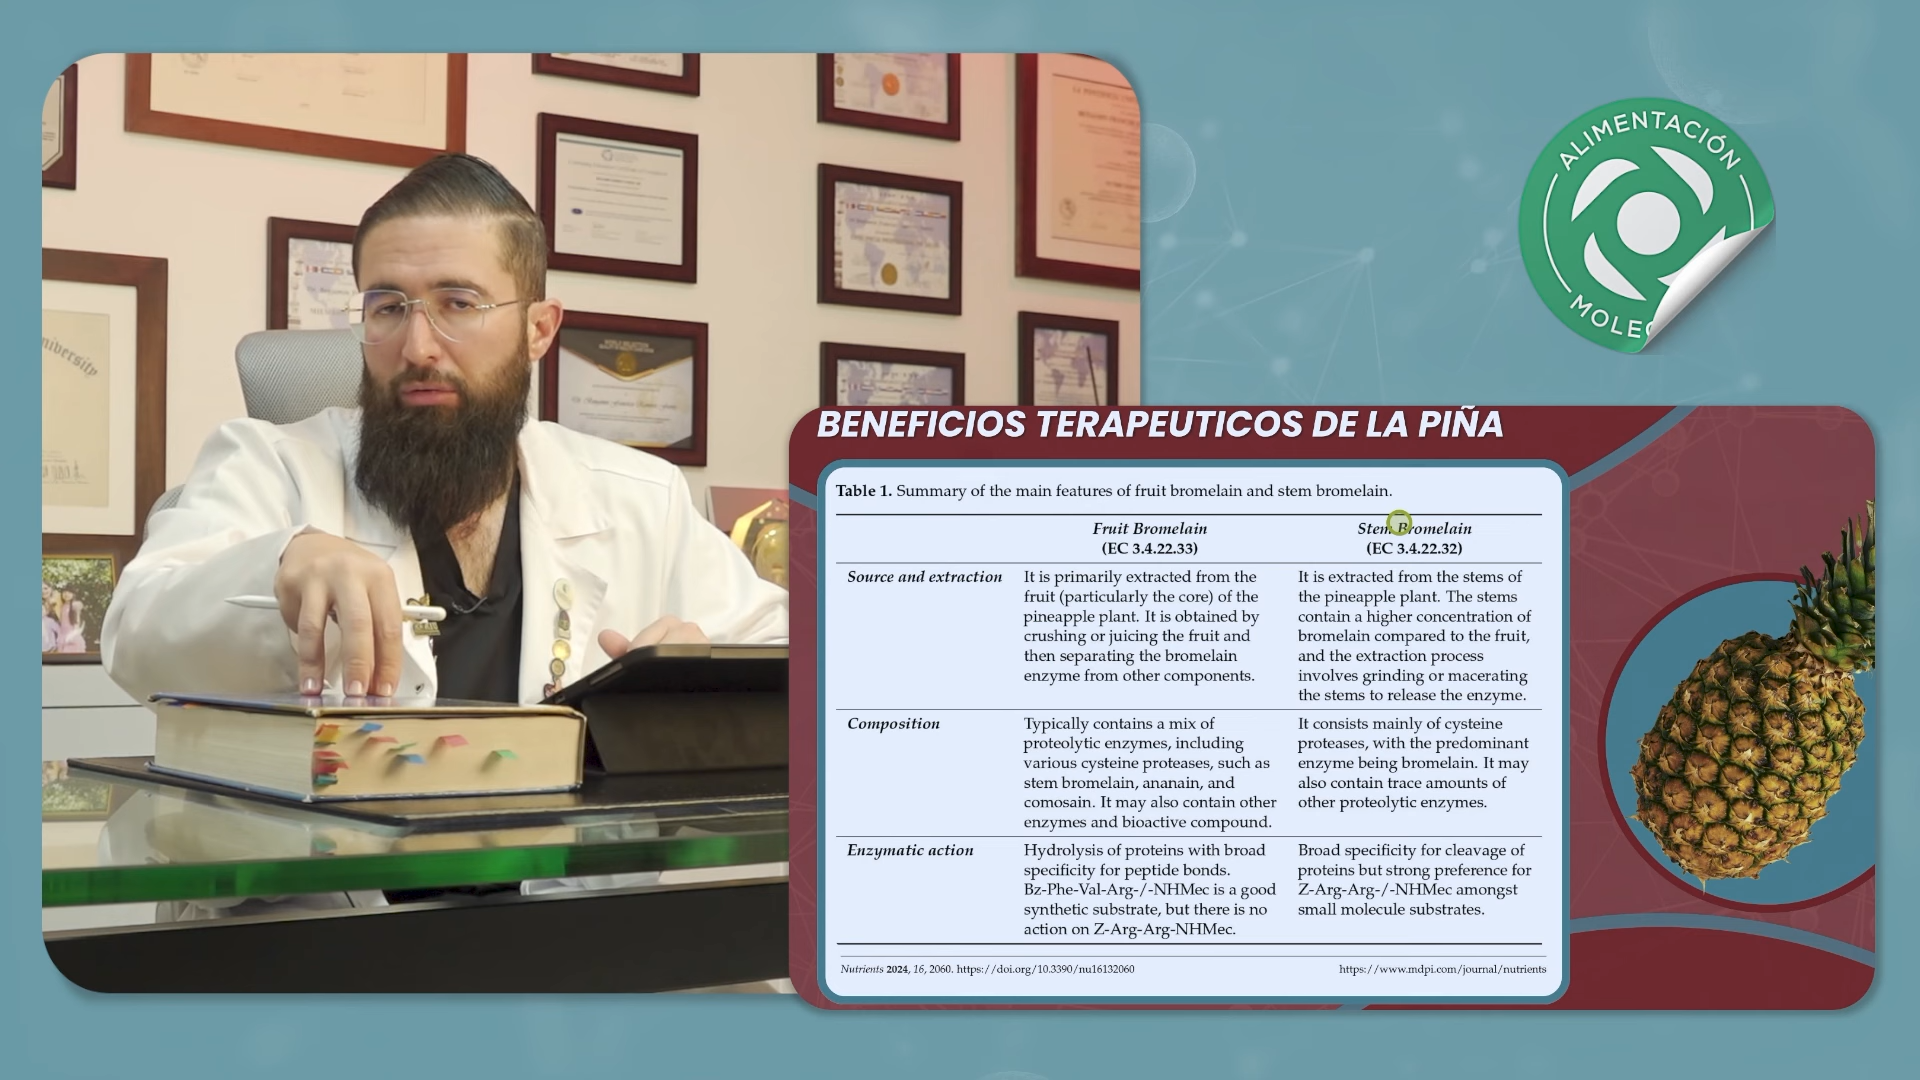 ALIMENTACIÓN
BENEFICIOS TERAPEUTICOS DE LA PIÑA
Table 1. Summary of the main features of fruit bromelain and stem bromelain.
Fruit Bromelain
(EC 3.4.22.33)
Stem Bromelain
(EC 3.4.22.32)
Source and extraction
It is primarily extracted from the
fruit (particularly the core) of the
pineapple plant. It is obtained by
crushing or juicing the fruit and
then separating the bromelain
enzyme from other components.
It is extracted from the stems of
the pineapple plant. The stems
contain a higher concentration of
bromelain compared to the fruit,
and the extraction process
involves grinding or macerating
the stems to release the enzyme.
Composition
Typically contains a mix of
proteolytic enzymes, including
various cysteine proteases, such as
stem bromelain, ananain, and
comosain. It may also contain other
enzymes and bioactive compound.
It consists mainly of cysteine
proteases, with the predominant
enzyme being bromelain. It may
also contain trace amounts of
other proteolytic enzymes.
Enzymatic action
Hydrolysis of proteins with broad
specificity for peptide bonds.
Bz-Phe-Val-Arg-/-NHMec is a good
synthetic substrate, but there is no
action on Z-Arg-Arg-NHMec.
Broad specificity for cleavage of
proteins but strong preference for
Z-Arg-Arg-/-NHMec amongst
small molecule substrates.
Nutrients 2024, 16, 2060. https://doi.org/10.3390/nu16132060
https://www.mdpi.com/journal/nutrients